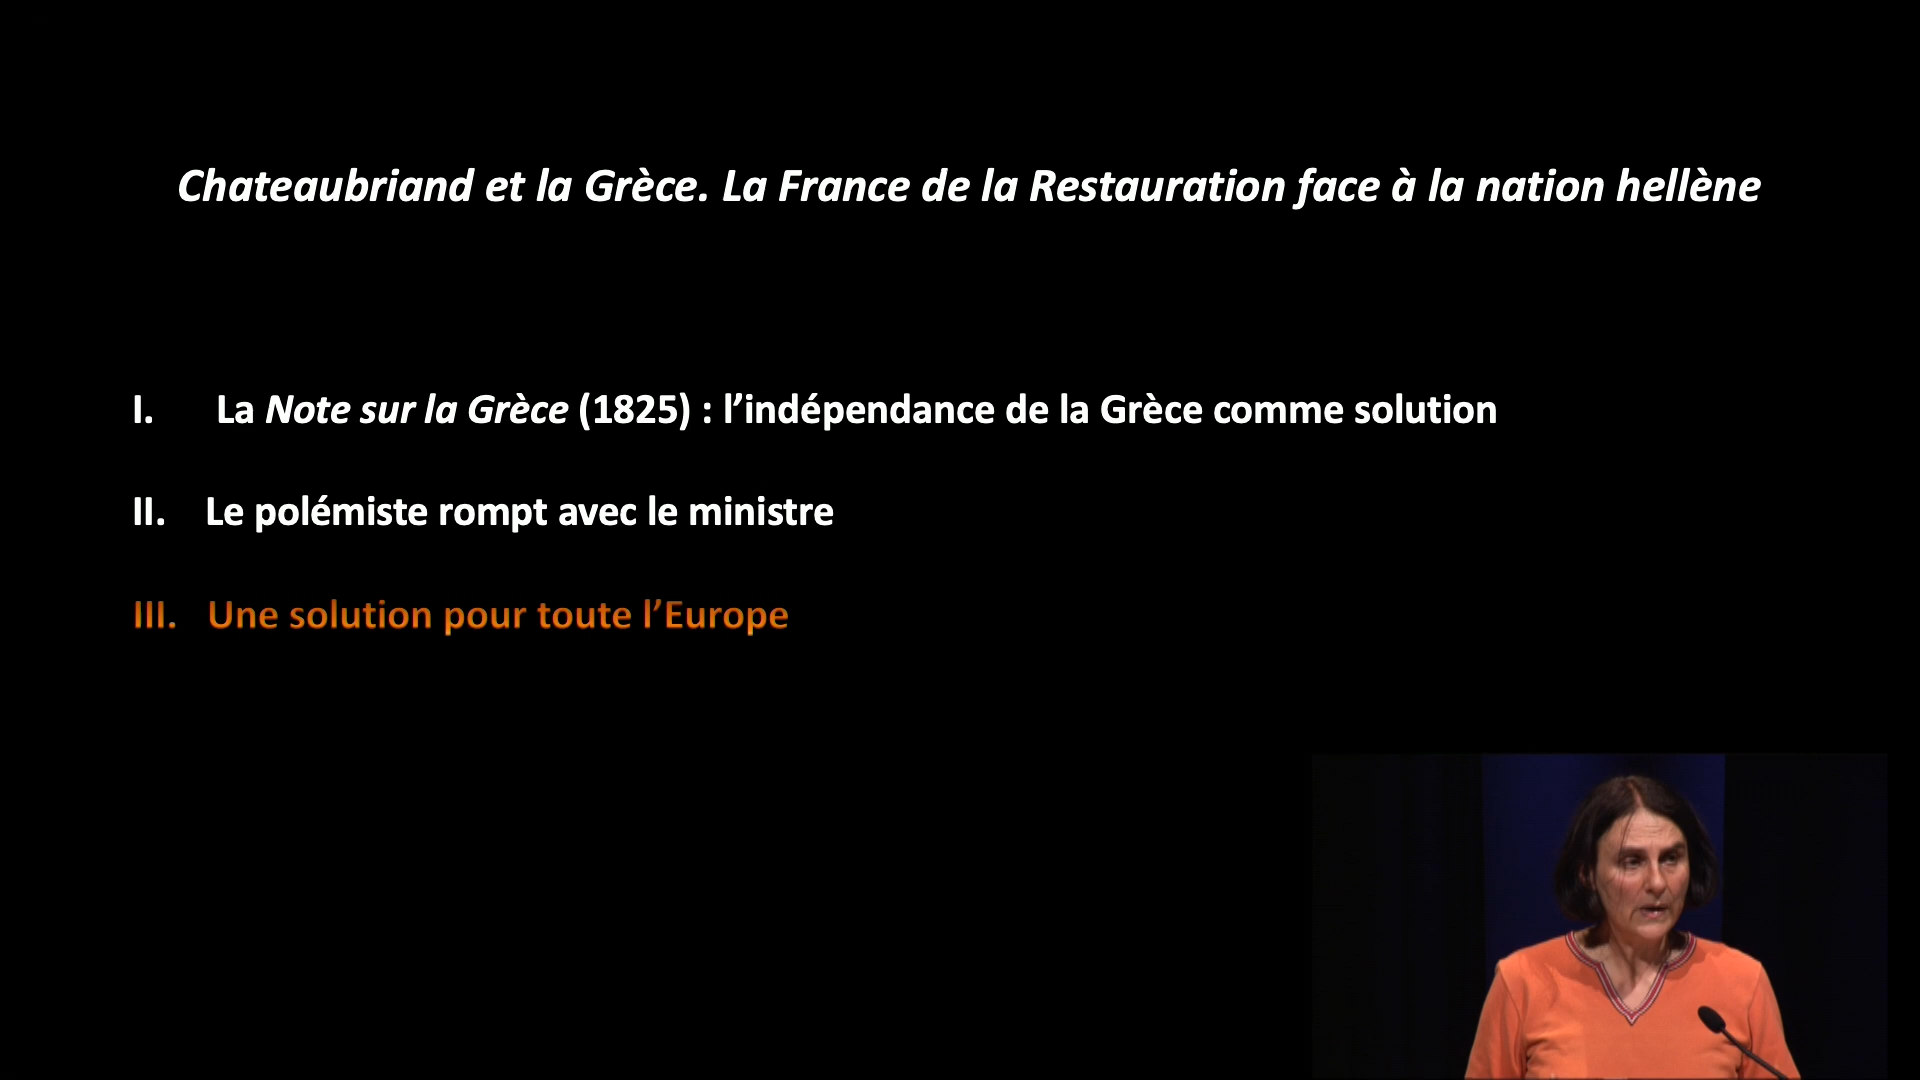 Chateaubriand et la Grèce. La France de la Restauration face à la nation hellène
I. La Note sur la Grèce (1825) : l’indépendance de la Grèce comme solution
II. Le polémiste rompt avec le ministre
III. Une solution pour toute l’Europe